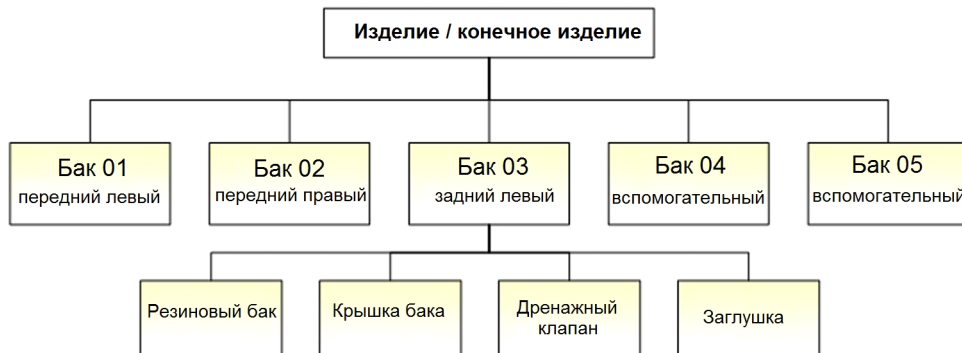 Изделие / конечное изделие
Бак 01
передний левый
Бак 02
передний правый
Бак 03
задний левый
Бак 04
вспомогательный
Бак 05
вспомогательный
Резиновый бак
Крышка бака
Дренажный
клапан
Заглушка